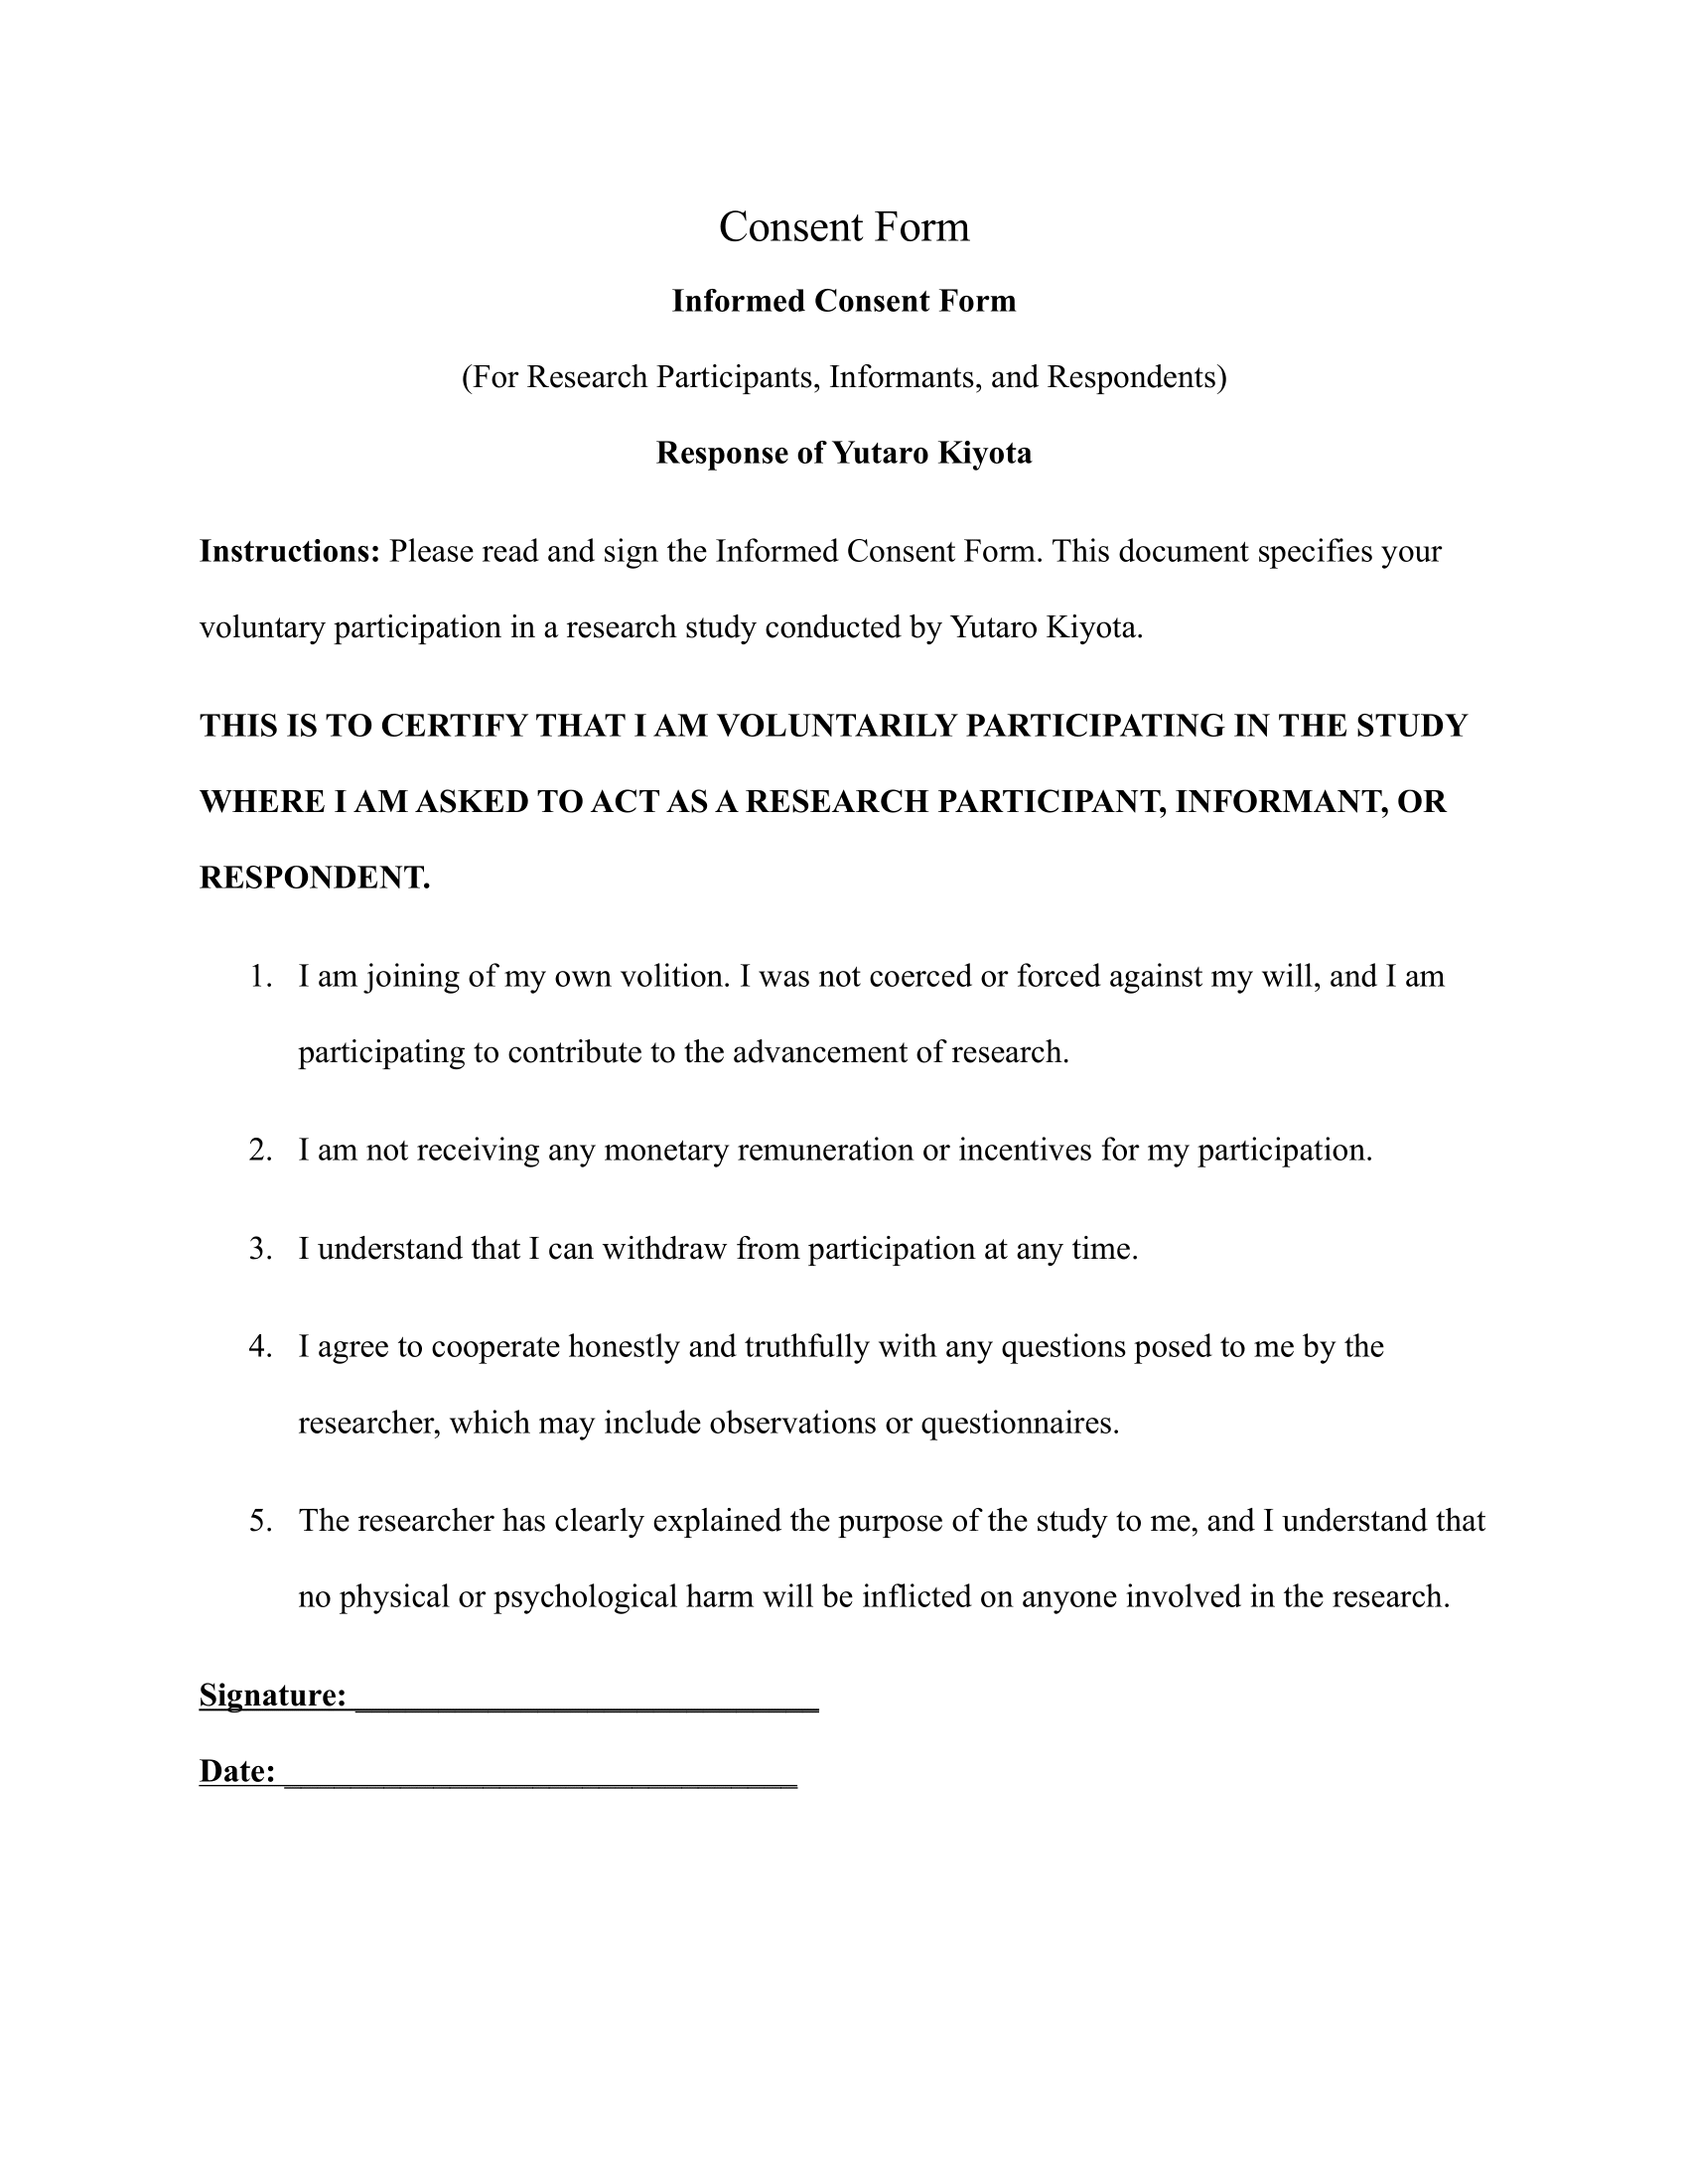 Consent Form
Informed Consent Form
(For Research Participants, Informants, and Respondents)
Response of Yutaro Kiyota
Instructions: Please read and sign the Informed Consent Form. This document specifies your
voluntary participation in a research study conducted by Yutaro Kiyota.
THIS IS TO CERTIFY THAT I AM VOLUNTARILY PARTICIPATING IN THE STUDY
WHERE I AM ASKED TO ACT AS A RESEARCH PARTICIPANT, INFORMANT, OR
RESPONDENT.
1. I am joining of my own volition. I was not coerced or forced against my will, and I am
participating to contribute to the advancement of research.
2. I am not receiving any monetary remuneration or incentives for my participation.
3. I understand that I can withdraw from participation at any time.
4. I agree to cooperate honestly and truthfully with any questions posed to me by the
researcher, which may include observations or questionnaires.
5. The researcher has clearly explained the purpose of the study to me, and I understand that
no physical or psychological harm will be inflicted on anyone involved in the research.
Signature: ____________________________
Date: _______________________________